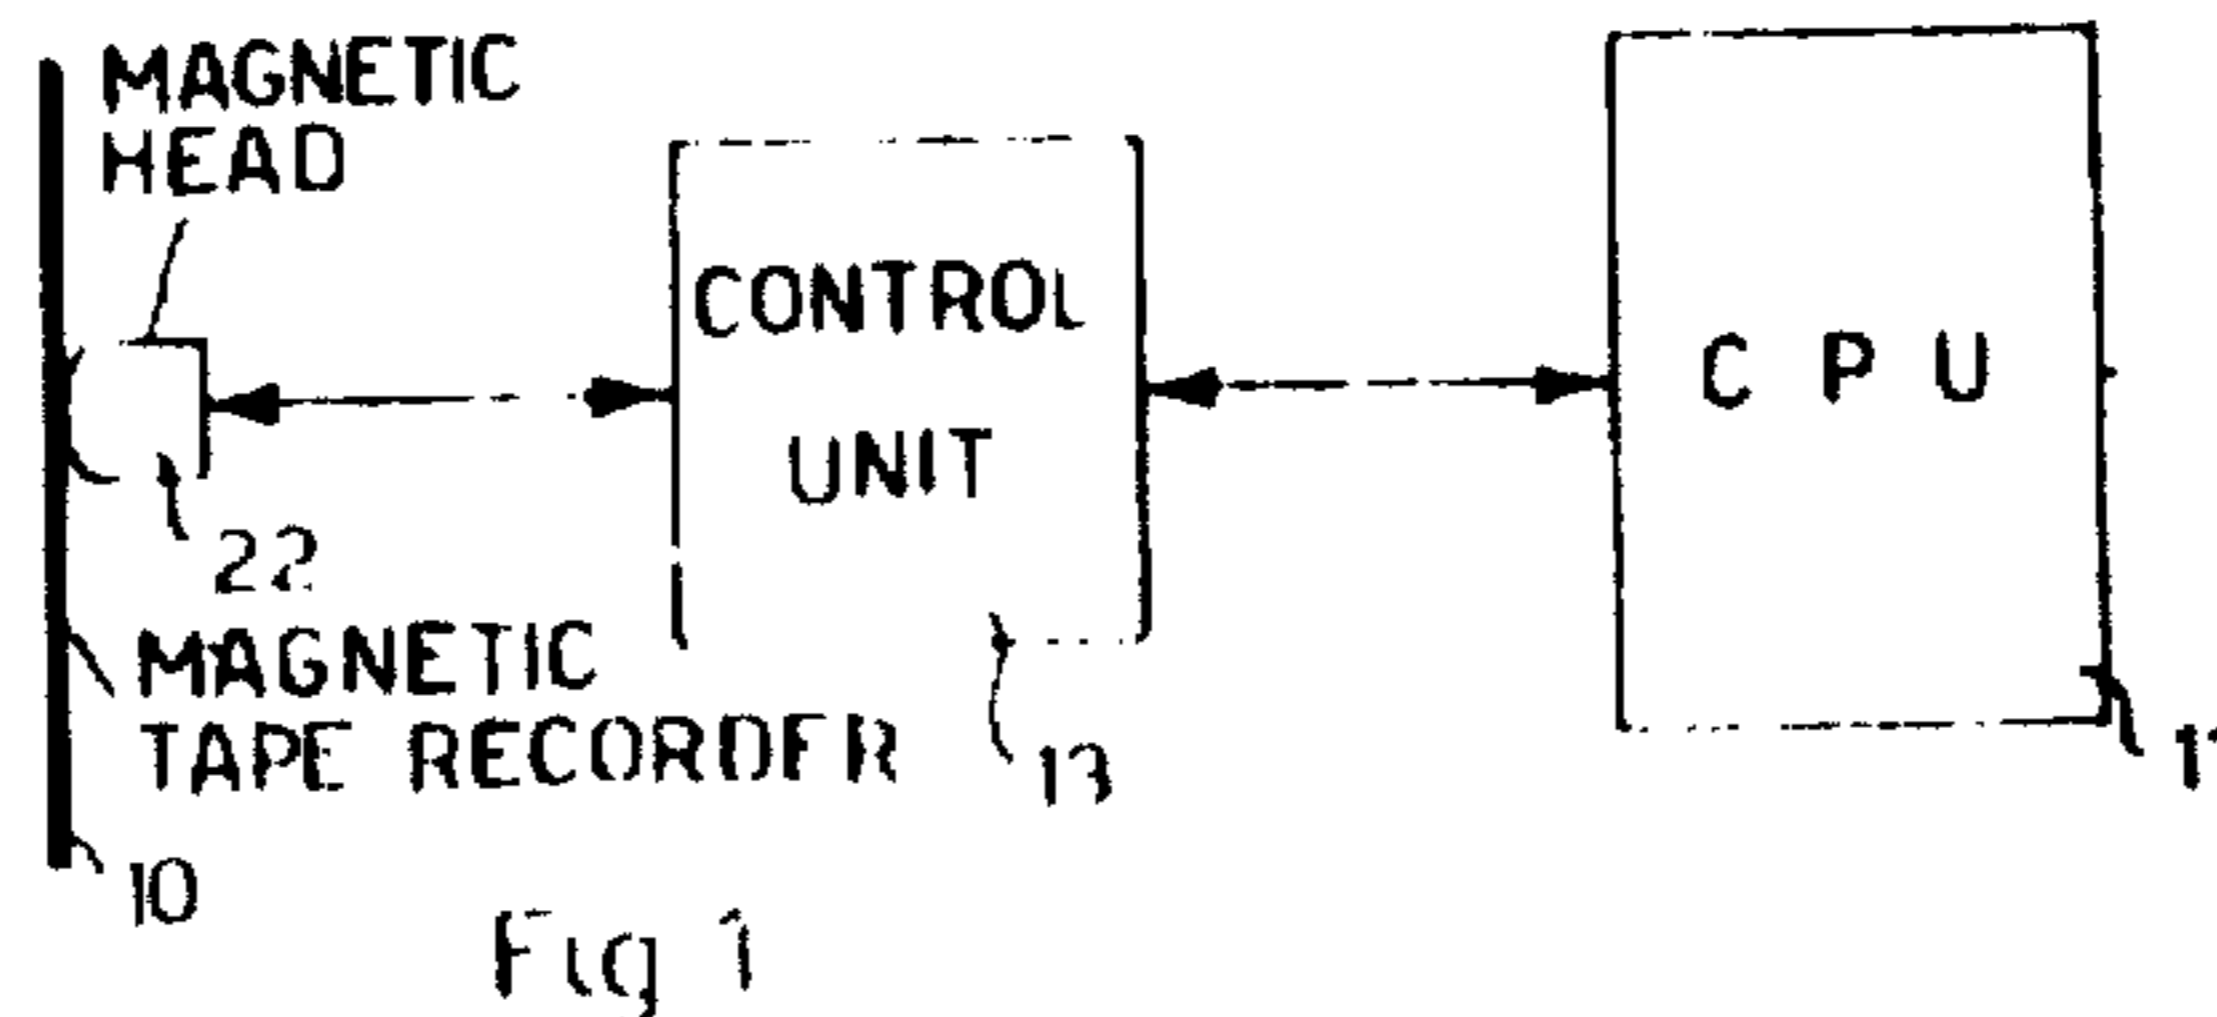 MAGNETIC
HEAD
CONTROL
UNIT
C P U
22
MAGNETIC
TAPE RECORDER
13
10
Fig 1